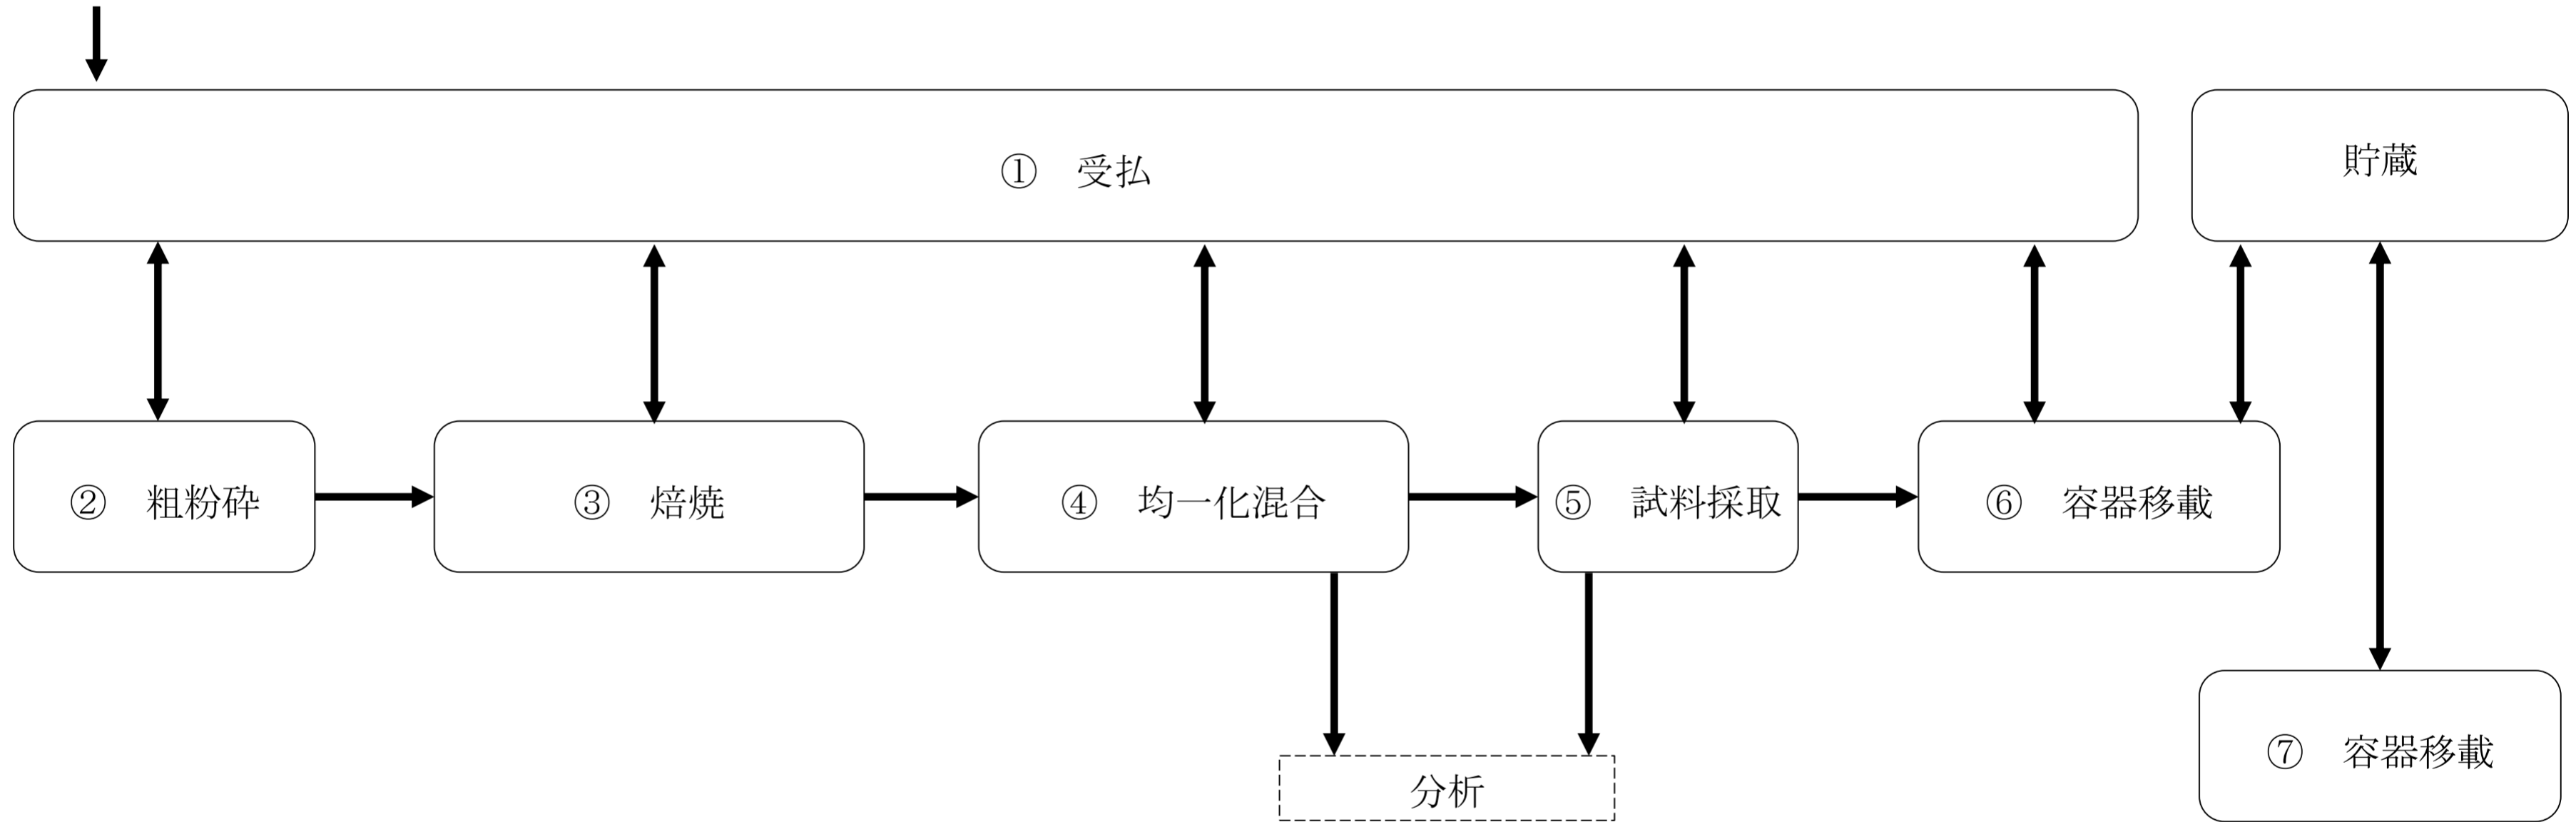 ①　受払
貯蔵
②　粗粉砕
③　焙焼
④　均一化混合
⑤　試料採取
⑥　容器移載
⑦　容器移載
分析